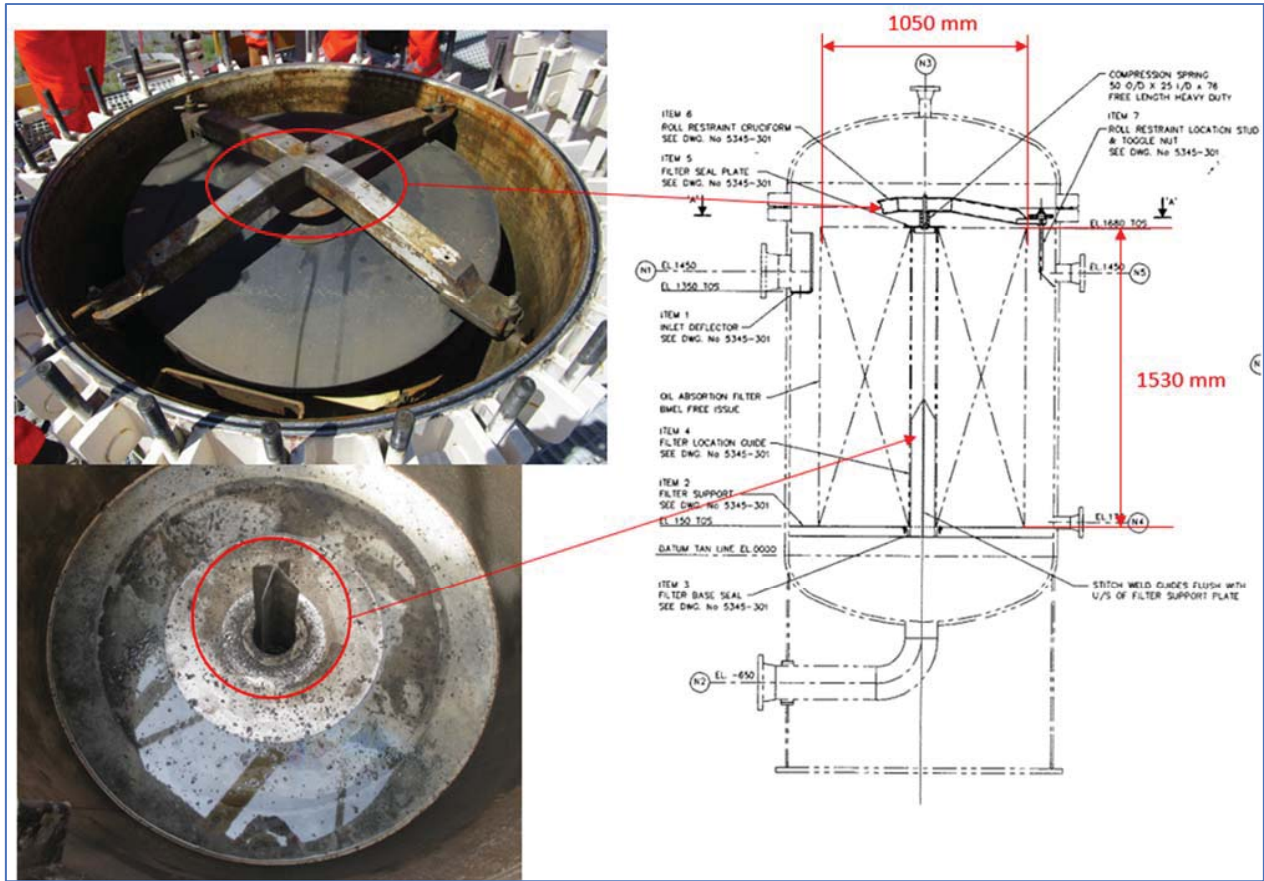 1050 mm
N3
COMPRESSION SPRING
50 O/D X 25 I/D x 76
FREE LENGTH HEAVY DUTY
ITEM 6
ROLL RESTRAINT CRUCIFORM
SEE DWG. No 5345-301
ITEM 7
ROLL RESTRAINT LOCATION STUD
& TOGGLE NUT
SEE DWG. No 5345-301
ITEM 5
FILTER SEAL PLATE
SEE DWG. No 5345-301
'A'
'A'
EL.1680 TOS
N1
EL 1450
EL.1450
N5
EL 1350 TOS
ITEM 1
INLET DEFLECTOR
SEE DWG. No 5345-301
1530 mm
OIL ABSORTION FILTER
BMEL FREE ISSUE
ITEM 4
FILTER LOCATION GUIDE
SEE DWG. No 5345-301
ITEM 2
FILTER SUPPORT
SEE DWG. No 5345-301
EL 150 TOS
N4
DATUM TAN LINE EL.0000
ITEM 3
FILTER BASE SEAL
SEE DWG. No 5345-301
STITCH WELD GUIDES FLUSH WITH
U/S OF FILTER SUPPORT PLATE
N2
EL. -650